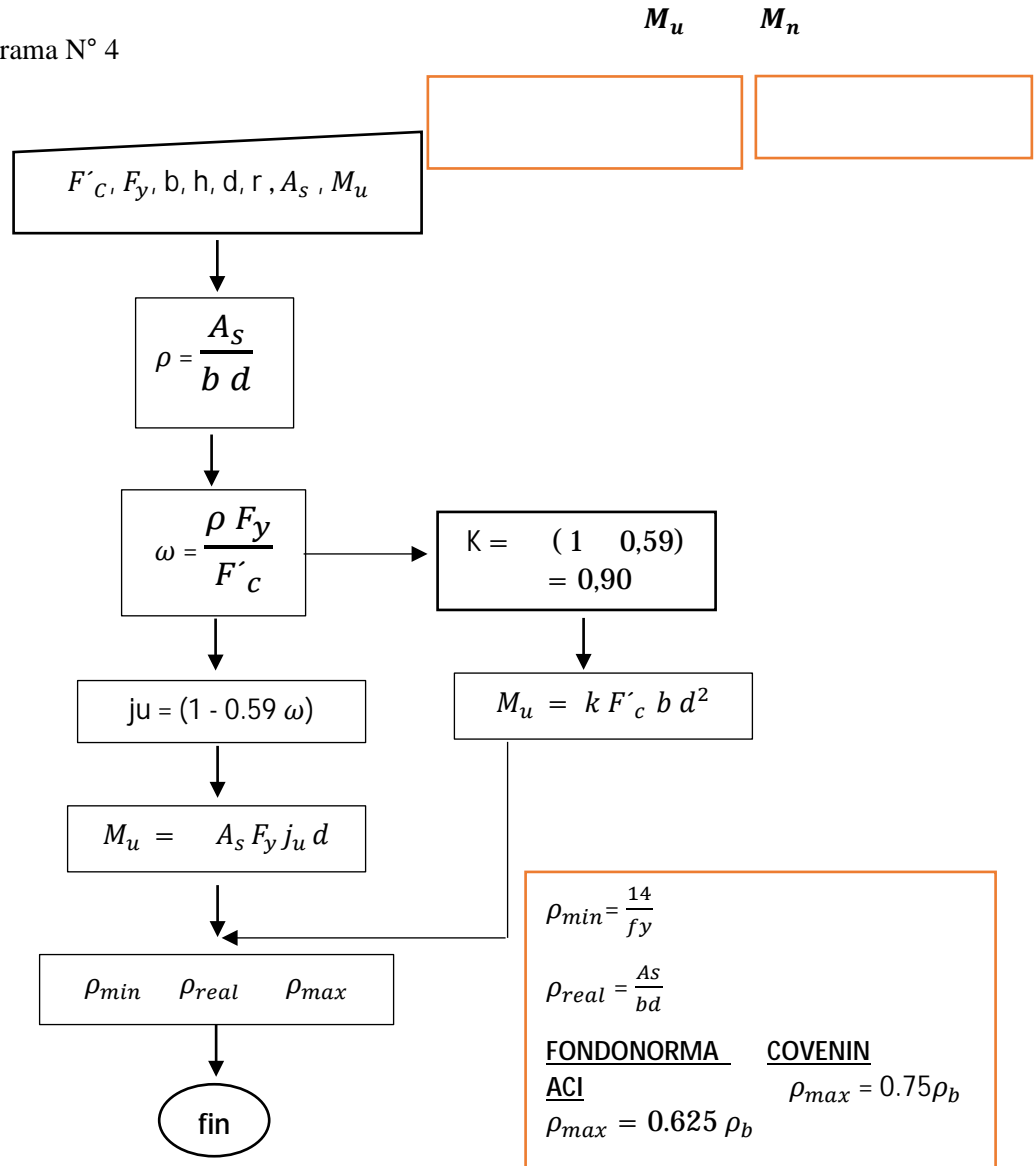 M_u M_n
rama N° 4
F´_C, F_y, b, h, d, r , A_s , M_u
ρ = A_s / b d
ω = ρ F_y / F´_c
K = ( 1 0,59)
= 0,90
ju = (1 - 0.59 ω)
M_u = k F´_c b d²
M_u = A_s F_y j_u d
ρ_min ρ_real ρ_max
fin
ρ_min = 14 / fy
ρ_real = As / bd
FONDONORMA COVENIN
ACI ρ_max = 0.75ρ_b
ρ_max = 0.625 ρ_b